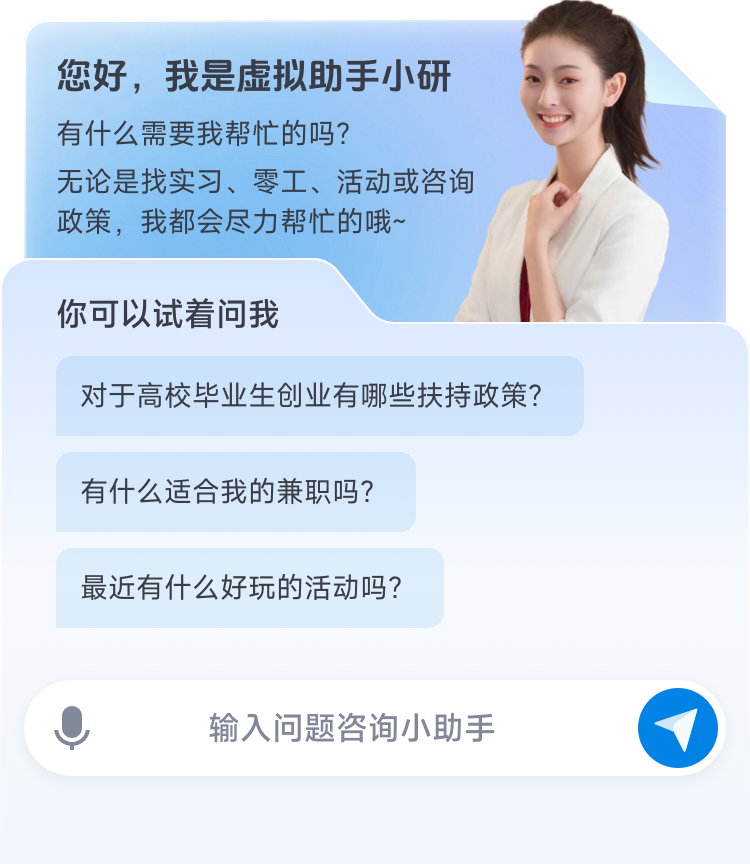 您好，我是虚拟助手小研
有什么需要我帮忙的吗？
无论是找实习、零工、活动或咨询
政策，我都会尽力帮忙的哦~
你可以试着问我
对于高校毕业生创业有哪些扶持政策？
有什么适合我的兼职吗？
最近有什么好玩的活动吗？
输入问题咨询小助手